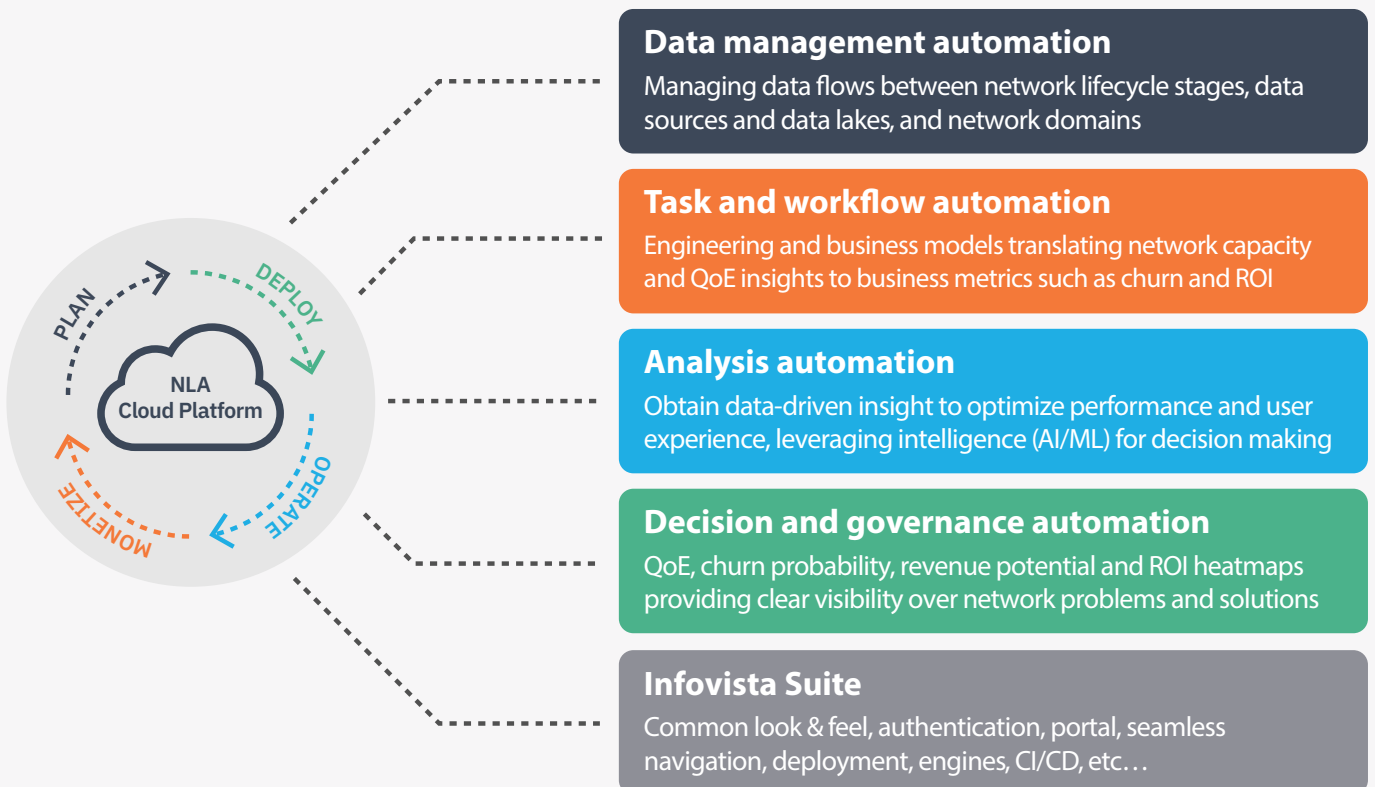 PLAN
DEPLOY
OPERATE
MONETIZE
NLA
Cloud Platform
Data management automation
Managing data flows between network lifecycle stages, data
sources and data lakes, and network domains
Task and workflow automation
Engineering and business models translating network capacity
and QoE insights to business metrics such as churn and ROI
Analysis automation
Obtain data-driven insight to optimize performance and user
experience, leveraging intelligence (AI/ML) for decision making
Decision and governance automation
QoE, churn probability, revenue potential and ROI heatmaps
providing clear visibility over network problems and solutions
Infovista Suite
Common look & feel, authentication, portal, seamless
navigation, deployment, engines, CI/CD, etc…